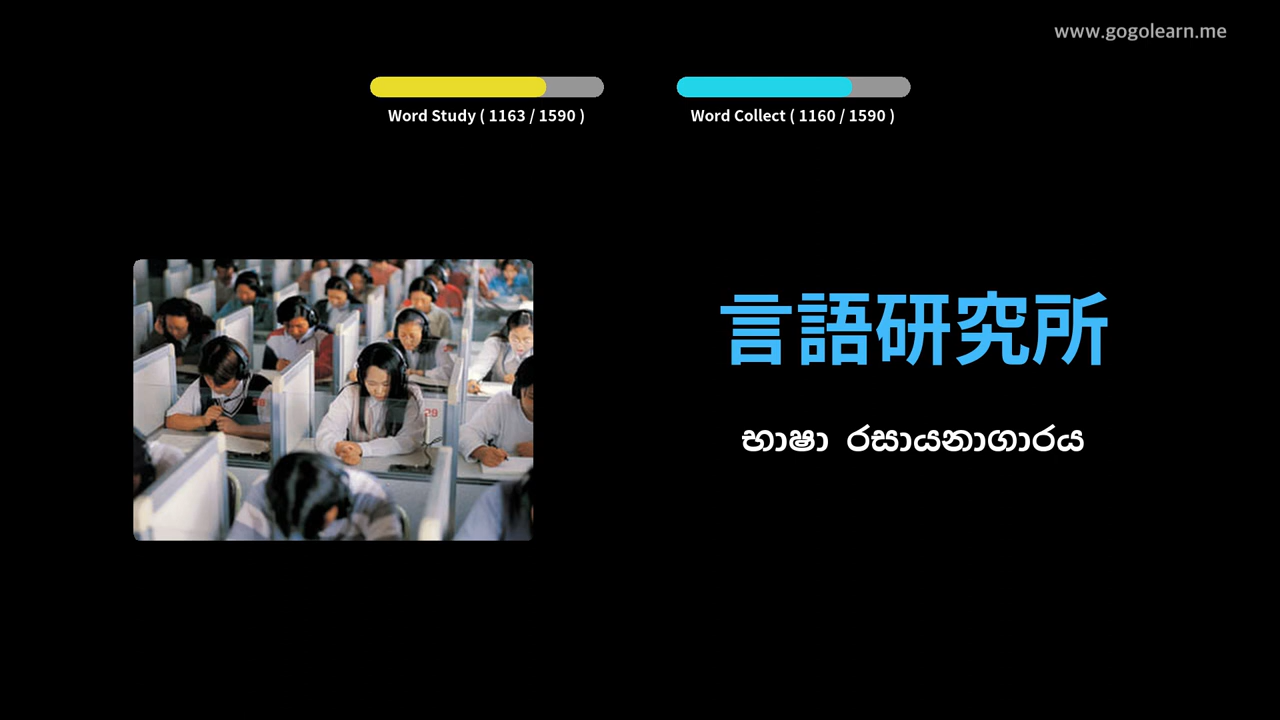 www.gogolearn.me
Word Study ( 1163 / 1590 )
Word Collect ( 1160 / 1590 )
言語研究所
භාෂා රසායනාගාරය
29